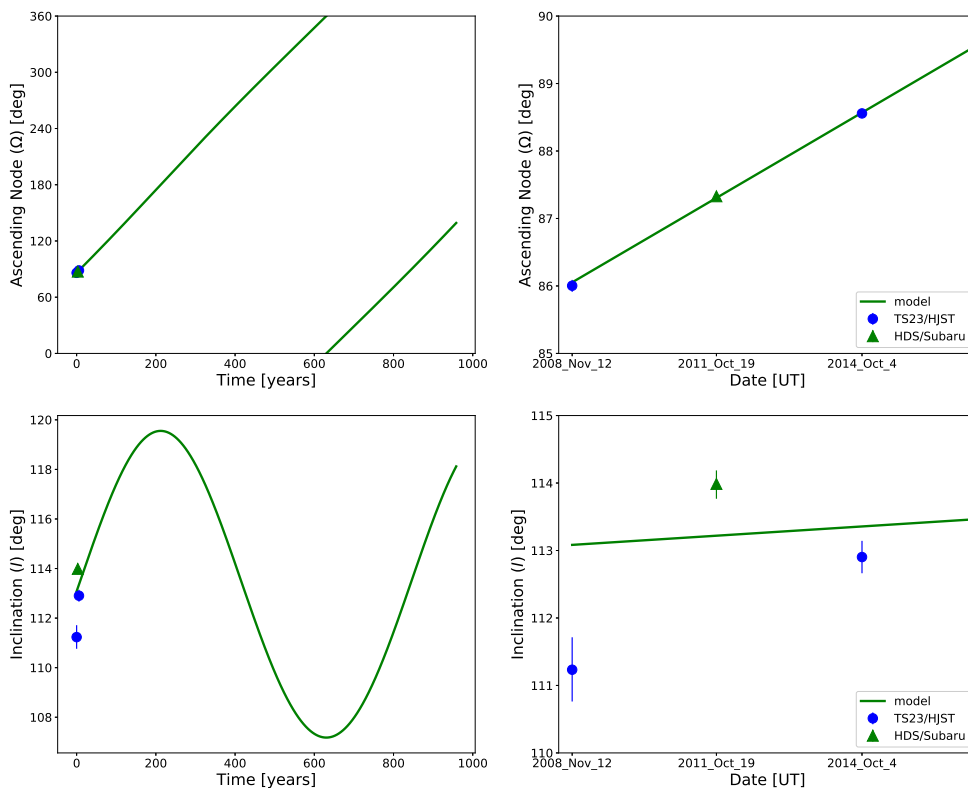 360
300
240
180
120
60
0
Ascending Node (Ω) [deg]
0 200 400 600 800 1000
Time [years]
90
89
88
87
86
85
Ascending Node (Ω) [deg]
model
TS23/HJST
HDS/Subaru
2008_Nov_12 2011_Oct_19 2014_Oct_4
Date [UT]
120
118
116
114
112
110
108
Inclination (I) [deg]
0 200 400 600 800 1000
Time [years]
115
114
113
112
111
110
Inclination (I) [deg]
model
TS23/HJST
HDS/Subaru
2008_Nov_12 2011_Oct_19 2014_Oct_4
Date [UT]